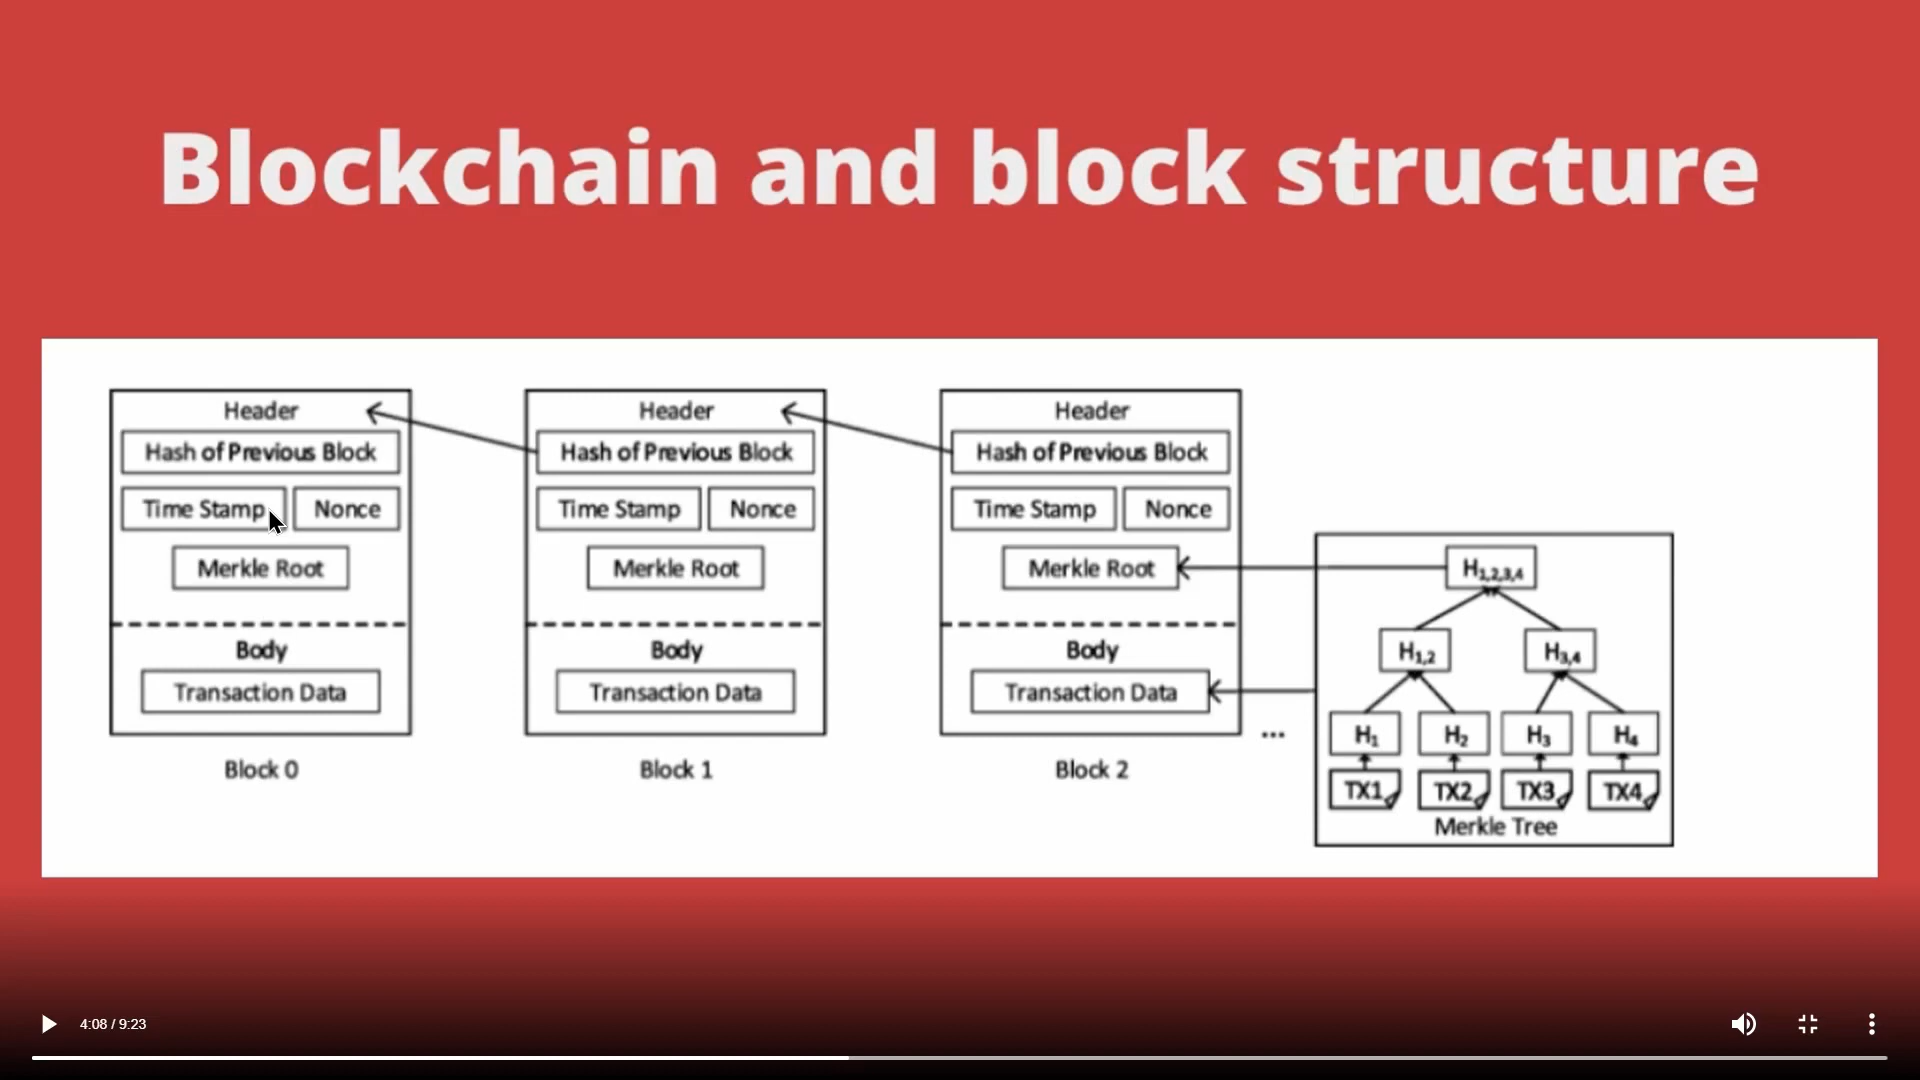 Blockchain and block structure
Header
Hash of Previous Block
Time Stamp
Nonce
Merkle Root
Body
Transaction Data
Block 0
Header
Hash of Previous Block
Time Stamp
Nonce
Merkle Root
Body
Transaction Data
Block 1
Header
Hash of Previous Block
Time Stamp
Nonce
Merkle Root
Body
Transaction Data
Block 2
...
H1,2,3,4
H1,2
H3,4
H1
H2
H3
H4
TX1
TX2
TX3
TX4
Merkle Tree
4:08 / 9:23